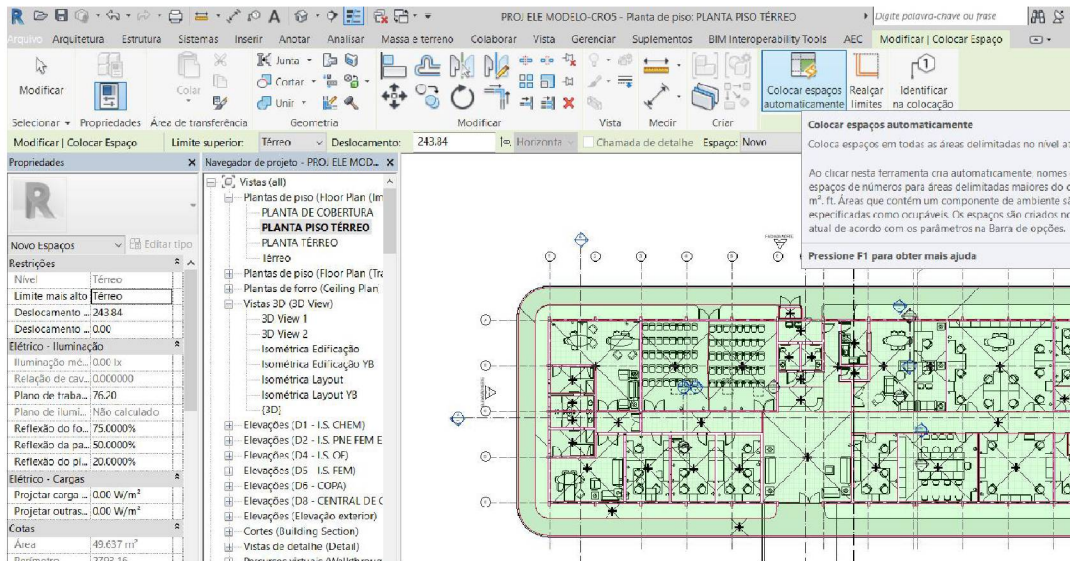 PROJ ELE MODELO-CRO5 - Planta de piso: PLANTA PISO TÉRREO
Digite palavra-chave ou frase
Arquivo Arquitetura Estrutura Sistemas Inserir Anotar Analisar Massa e terreno Colaborar Vista Gerenciar Suplementos BIM Interoperability Tools AEC Modificar | Colocar Espaço
Modificar
Colar
Junta
Cortar
Unir
Colocar espaços automaticamente
Realçar limites
Identificar na colocação
Selecionar Propriedades Área de transferência Geometria Modificar Vista Medir Criar
Modificar | Colocar Espaço Limite superior: Térreo Deslocamento: 243.84 Horizonta Chamada de detalhe Espaço: Novo
Colocar espaços automaticamente
Coloca espaços em todas as áreas delimitadas no nível at
Ao clicar nesta ferramenta cria automaticamente, nomes
espaços de números para áreas delimitadas maiores do
m². ft. Áreas que contém um componente de ambiente sã
especificadas como ocupáveis. Os espaços são criados no
atual de acordo com os parâmetros na Barra de opções.
Pressione F1 para obter mais ajuda
Propriedades X
R
Novo Espaços Editar tipo
Restrições
Nível Térreo
Limite mais alto Térreo
Deslocamento ... 243.84
Deslocamento ... 0.00
Elétrico - Iluminação
Iluminação mé... 0.00 lx
Relação de cav... 0.000000
Plano de traba... 76.20
Plano de ilumi... Não calculado
Reflexão do fo... 75.0000%
Reflexão da pa... 50.0000%
Reflexão do pi... 20.0000%
Elétrico - Cargas
Projetar carga ... 0.00 W/m²
Projetar outras... 0.00 W/m²
Cotas
Área 49.637 m²
Perímetro
Navegador de projeto - PROJ ELE MOD... X
Vistas (all)
Plantas de piso (Floor Plan (Im
PLANTA DE COBERTURA
PLANTA PISO TÉRREO
PLANTA TÉRREO
Térreo
Plantas de piso (Floor Plan (Tra
Plantas de forro (Ceiling Plan
Vistas 3D (3D View)
3D View 1
3D View 2
Isométrica Edificação
Isométrica Edificação YB
Isométrica Layout
Isométrica Layout YB
{3D}
Elevações (D1 - I.S. CHEM)
Elevações (D2 - I.S. PNE FEM E
Elevações (D4 - I.S. OF)
Elevações (D5 - I.S. FEM)
Elevações (D6 - COPA)
Elevações (D8 - CENTRAL DE C
Elevações (Elevação exterior)
Cortes (Building Section)
Vistas de detalhe (Detail)
Percursos virtuais (Walkthroug